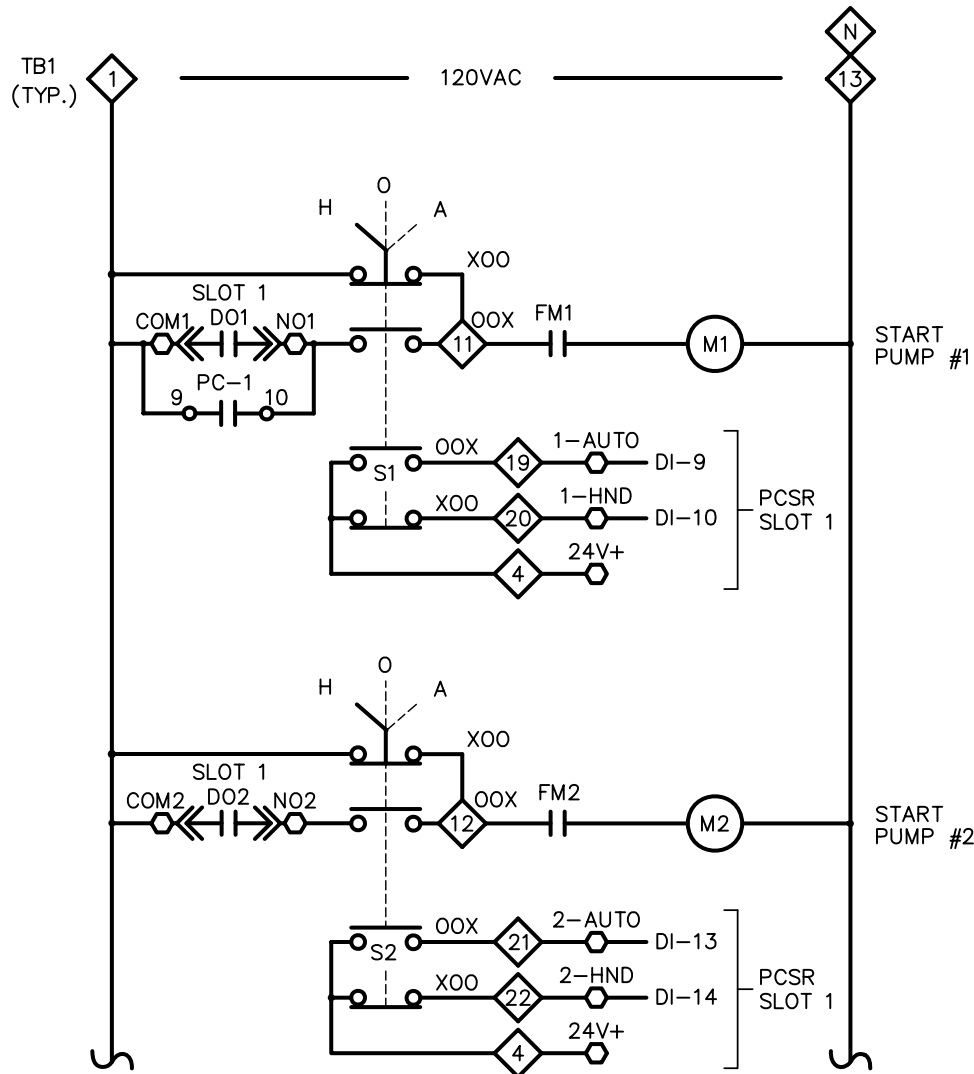 N
TB1
(TYP.)
1
120VAC
13
O
H
A
XOO
SLOT 1
COM1
DO1
NO1
OOX
FM1
11
M1
START
PUMP #1
PC-1
9
10
OOX
1-AUTO
S1
19
DI-9
XOO
1-HND
20
DI-10
PCSR
SLOT 1
24V+
4
O
H
A
XOO
SLOT 1
COM2
DO2
NO2
OOX
FM2
12
M2
START
PUMP #2
OOX
2-AUTO
S2
21
DI-13
XOO
2-HND
22
DI-14
PCSR
SLOT 1
24V+
4